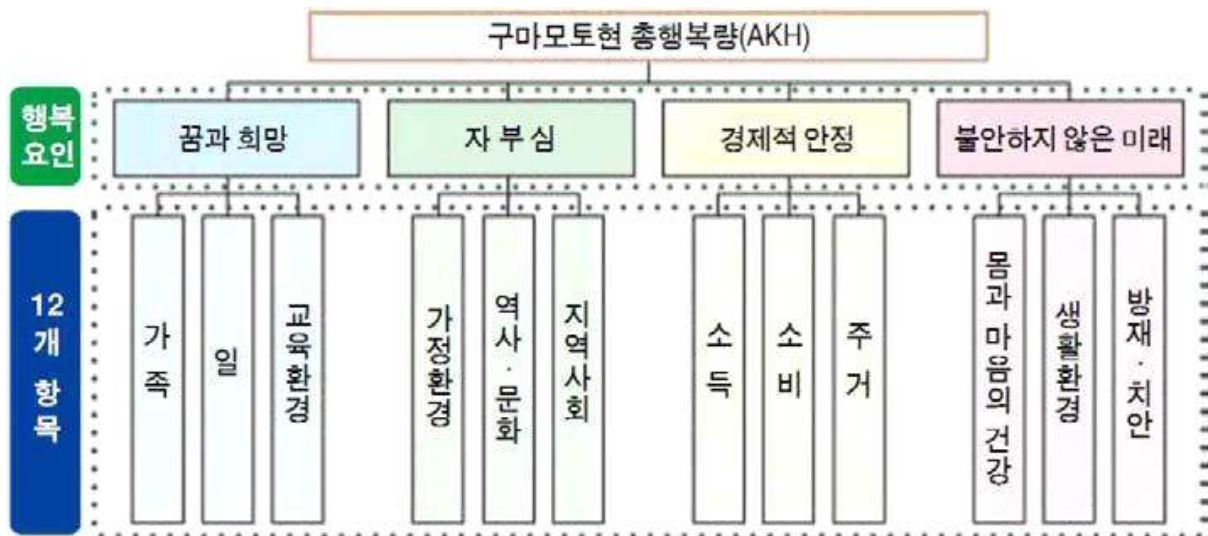 구마모토현 총행복량(AKH)
행복
요인
꿈과 희망
자 부 심
경제적 안정
불안하지 않은 미래
12
개
항
목
가족
일
교육환경
가정환경
역사·문화
지역사회
소득
소비
주거
몸과 마음의 건강
생활환경
방재·치안